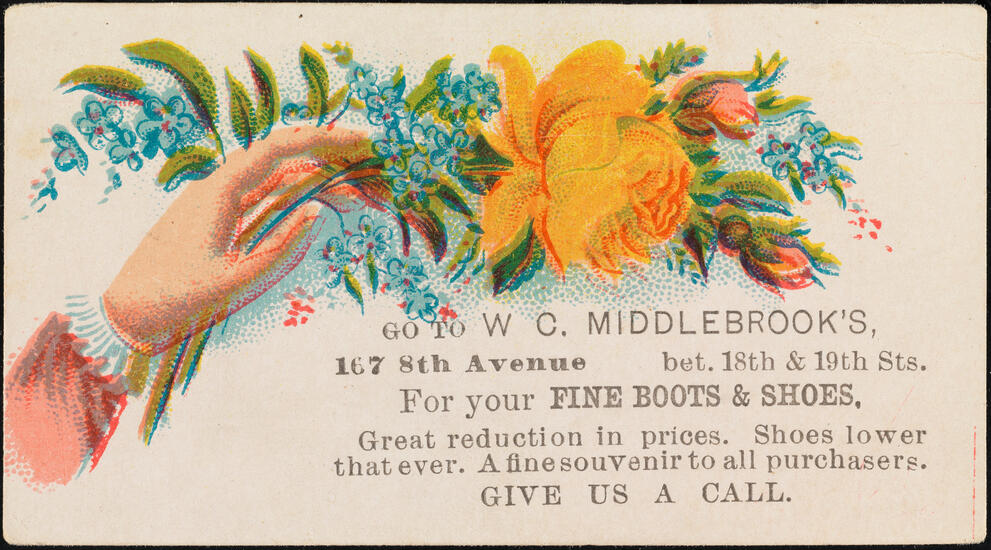 GO TO W C. MIDDLEBROOK'S,
167 8th Avenue bet. 18th & 19th Sts.
For your FINE BOOTS & SHOES.
Great reduction in prices. Shoes lower
that ever. A fine souvenir to all purchasers.
GIVE US A CALL.